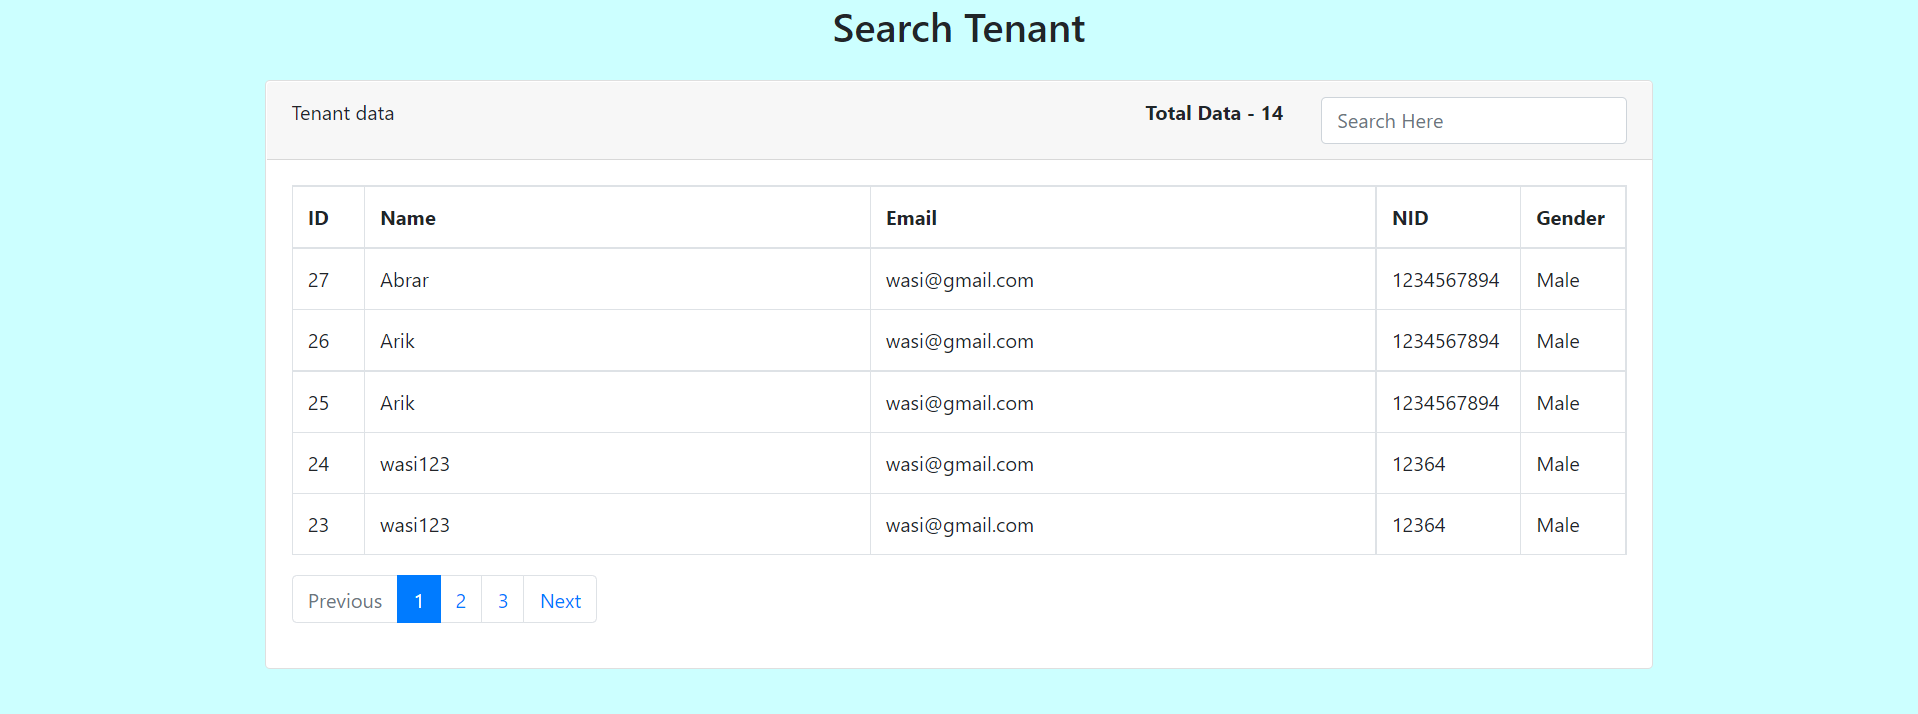 Search Tenant
Tenant data Total Data - 14 Search Here
ID Name Email NID Gender
27 Abrar wasi@gmail.com 1234567894 Male
26 Arik wasi@gmail.com 1234567894 Male
25 Arik wasi@gmail.com 1234567894 Male
24 wasi123 wasi@gmail.com 12364 Male
23 wasi123 wasi@gmail.com 12364 Male
Previous 1 2 3 Next